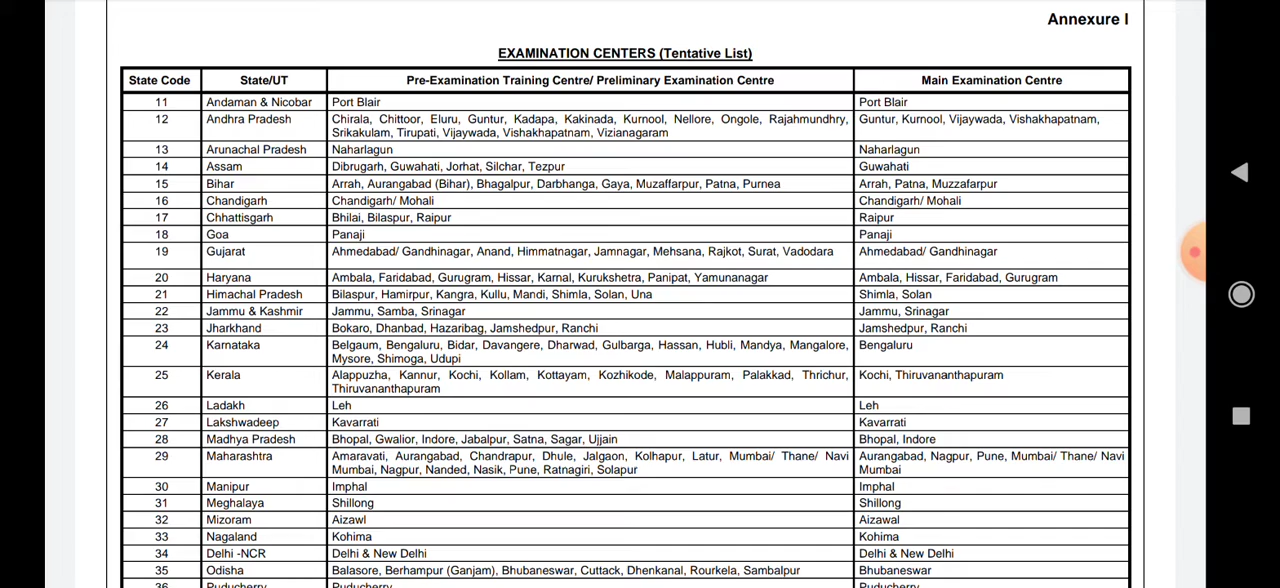 Annexure I
EXAMINATION CENTERS (Tentative List)
State Code State/UT Pre-Examination Training Centre/ Preliminary Examination Centre Main Examination Centre
11 Andaman & Nicobar Port Blair Port Blair
12 Andhra Pradesh Chirala, Chittoor, Eluru, Guntur, Kadapa, Kakinada, Kurnool, Nellore, Ongole, Rajahmundhry, Guntur, Kurnool, Vijaywada, Vishakhapatnam,
Srikakulam, Tirupati, Vijaywada, Vishakhapatnam, Vizianagaram
13 Arunachal Pradesh Naharlagun Naharlagun
14 Assam Dibrugarh, Guwahati, Jorhat, Silchar, Tezpur Guwahati
15 Bihar Arrah, Aurangabad (Bihar), Bhagalpur, Darbhanga, Gaya, Muzaffarpur, Patna, Purnea Arrah, Patna, Muzzafarpur
16 Chandigarh Chandigarh/ Mohali Chandigarh/ Mohali
17 Chhattisgarh Bhilai, Bilaspur, Raipur Raipur
18 Goa Panaji Panaji
19 Gujarat Ahmedabad/ Gandhinagar, Anand, Himmatnagar, Jamnagar, Mehsana, Rajkot, Surat, Vadodara Ahmedabad/ Gandhinagar
20 Haryana Ambala, Faridabad, Gurugram, Hissar, Karnal, Kurukshetra, Panipat, Yamunanagar Ambala, Hissar, Faridabad, Gurugram
21 Himachal Pradesh Bilaspur, Hamirpur, Kangra, Kullu, Mandi, Shimla, Solan, Una Shimla, Solan
22 Jammu & Kashmir Jammu, Samba, Srinagar Jammu, Srinagar
23 Jharkhand Bokaro, Dhanbad, Hazaribag, Jamshedpur, Ranchi Jamshedpur, Ranchi
24 Karnataka Belgaum, Bengaluru, Bidar, Davangere, Dharwad, Gulbarga, Hassan, Hubli, Mandya, Mangalore, Bengaluru
Mysore, Shimoga, Udupi
25 Kerala Alappuzha, Kannur, Kochi, Kollam, Kottayam, Kozhikode, Malappuram, Palakkad, Thrichur, Kochi, Thiruvananthapuram
Thiruvananthapuram
26 Ladakh Leh Leh
27 Lakshwadeep Kavarrati Kavarrati
28 Madhya Pradesh Bhopal, Gwalior, Indore, Jabalpur, Satna, Sagar, Ujjain Bhopal, Indore
29 Maharashtra Amaravati, Aurangabad, Chandrapur, Dhule, Jalgaon, Kolhapur, Latur, Mumbai/ Thane/ Navi Aurangabad, Nagpur, Pune, Mumbai/ Thane/ Navi
Mumbai, Nagpur, Nanded, Nasik, Pune, Ratnagiri, Solapur Mumbai
30 Manipur Imphal Imphal
31 Meghalaya Shillong Shillong
32 Mizoram Aizawl Aizawal
33 Nagaland Kohima Kohima
34 Delhi -NCR Delhi & New Delhi Delhi & New Delhi
35 Odisha Balasore, Berhampur (Ganjam), Bhubaneswar, Cuttack, Dhenkanal, Rourkela, Sambalpur Bhubaneswar
36 Puducherry Puducherry Puducherry